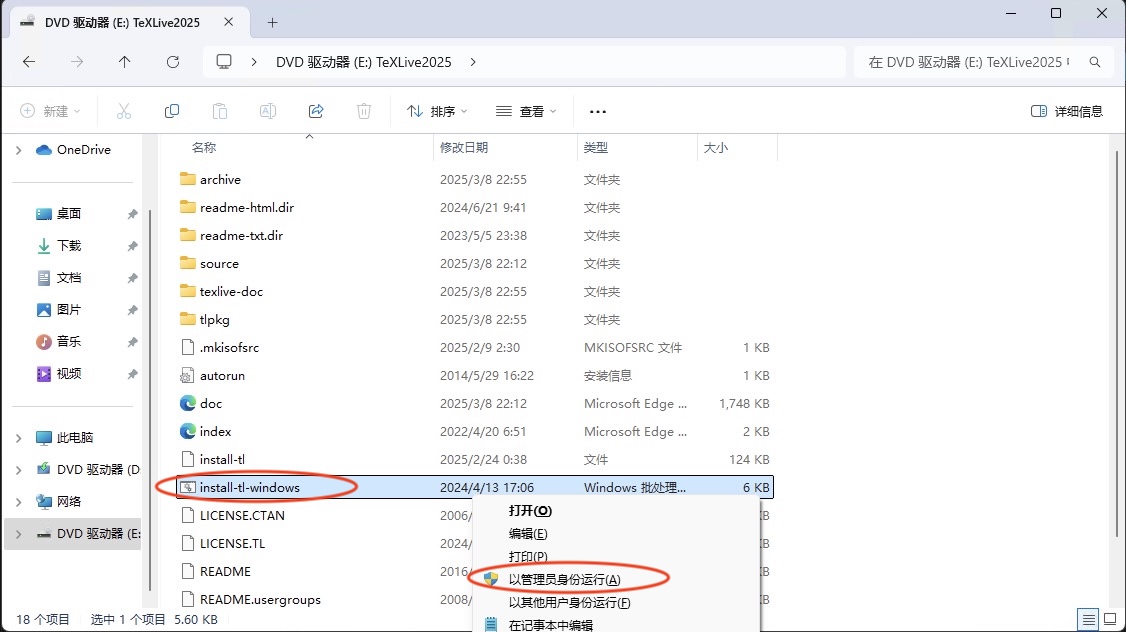 DVD 驱动器 (E:) TeXLive2025
DVD 驱动器 (E:) TeXLive2025
在 DVD 驱动器 (E:) TeXLive2025
新建 排序 查看 详细信息
名称 修改日期 类型 大小
OneDrive
桌面
下载
文档
图片
音乐
视频
此电脑
DVD 驱动器 (D:
网络
DVD 驱动器 (E:
archive 2025/3/8 22:55 文件夹
readme-html.dir 2024/6/21 9:41 文件夹
readme-txt.dir 2023/5/5 23:38 文件夹
source 2025/3/8 22:12 文件夹
texlive-doc 2025/3/8 22:55 文件夹
tlpkg 2025/3/8 22:55 文件夹
.mkisofsrc 2025/2/9 2:30 MKISOFSRC 文件 1 KB
autorun 2014/5/29 16:22 安装信息 1 KB
doc 2025/3/8 22:12 Microsoft Edge ... 1,748 KB
index 2022/4/20 6:51 Microsoft Edge ... 2 KB
install-tl 2025/2/24 0:38 文件 124 KB
install-tl-windows 2024/4/13 17:06 Windows 批处理... 6 KB
LICENSE.CTAN 2006/ KB
LICENSE.TL 2024/ KB
README 2016/ KB
README.usergroups 2008/ KB
打开(O)
编辑(E)
打印(P)
以管理员身份运行(A)
以其他用户身份运行(F)
在记事本中编辑
18 个项目 选中 1 个项目 5.60 KB